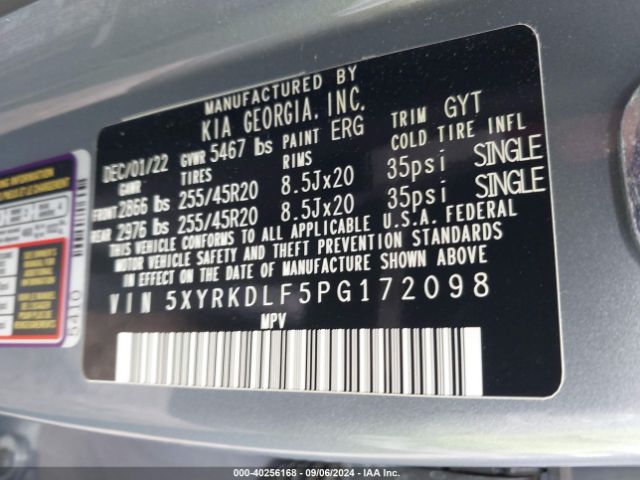 MANUFACTURED BY
KIA GEORGIA, INC.
DEC/01/22 GVWR 5467 lbs PAINT ERG TRIM GYT
GAWR TIRES RIMS COLD TIRE INFL
FRONT 2866 lbs 255/45R20 8.5Jx20 35psi SINGLE
REAR 2976 lbs 255/45R20 8.5Jx20 35psi SINGLE
THIS VEHICLE CONFORMS TO ALL APPLICABLE U.S.A. FEDERAL
MOTOR VEHICLE SAFETY AND THEFT PREVENTION STANDARDS
IN EFFECT ON THE DATE OF MANUFACTURE SHOWN ABOVE
VIN 5XYRKDLF5PG172098
MPV
WARNING
5410
000-40256168 - 09/06/2024 - IAA Inc.